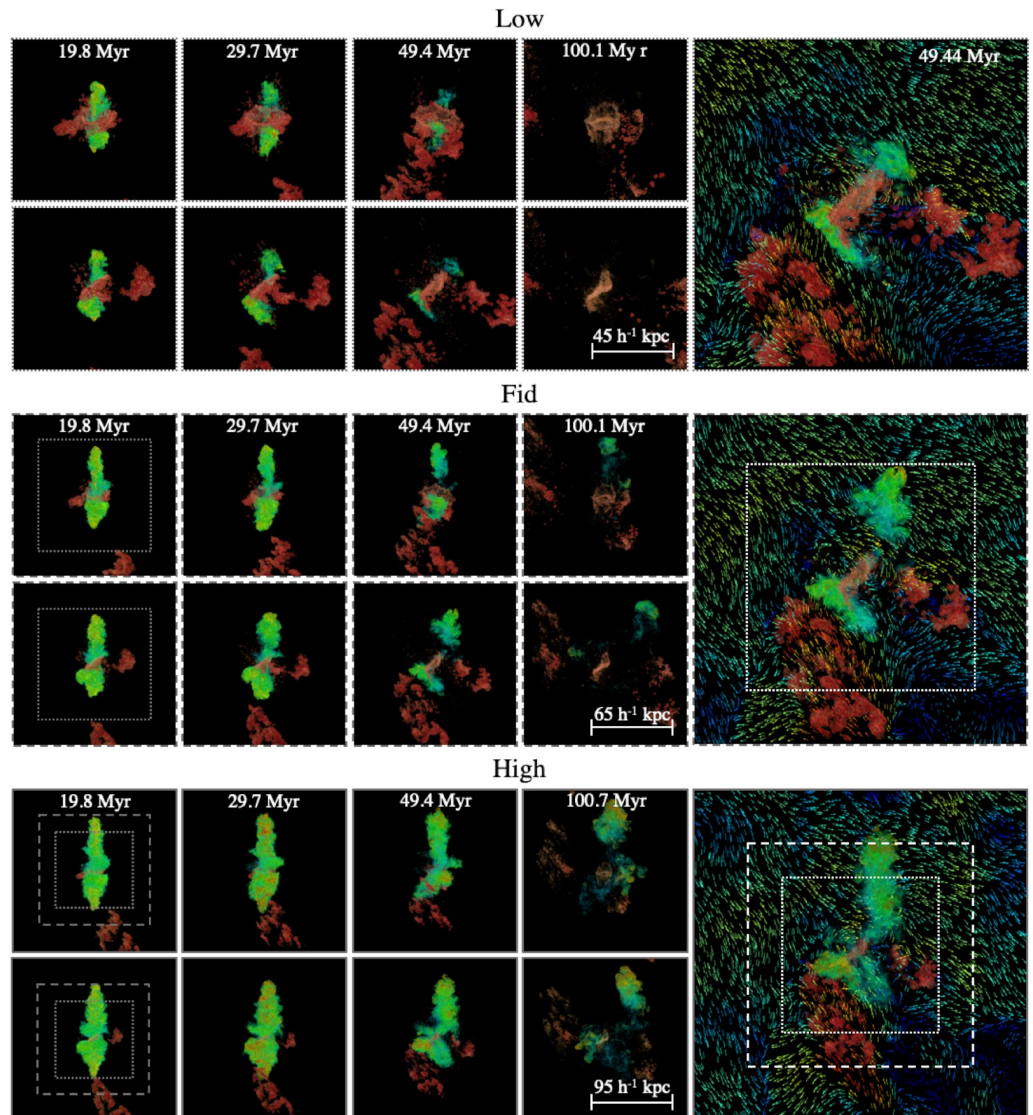 Low
19.8 Myr 29.7 Myr 49.4 Myr 100.1 My r 49.44 Myr
45 h⁻¹ kpc
Fid
19.8 Myr 29.7 Myr 49.4 Myr 100.1 Myr
65 h⁻¹ kpc
High
19.8 Myr 29.7 Myr 49.4 Myr 100.7 Myr
95 h⁻¹ kpc